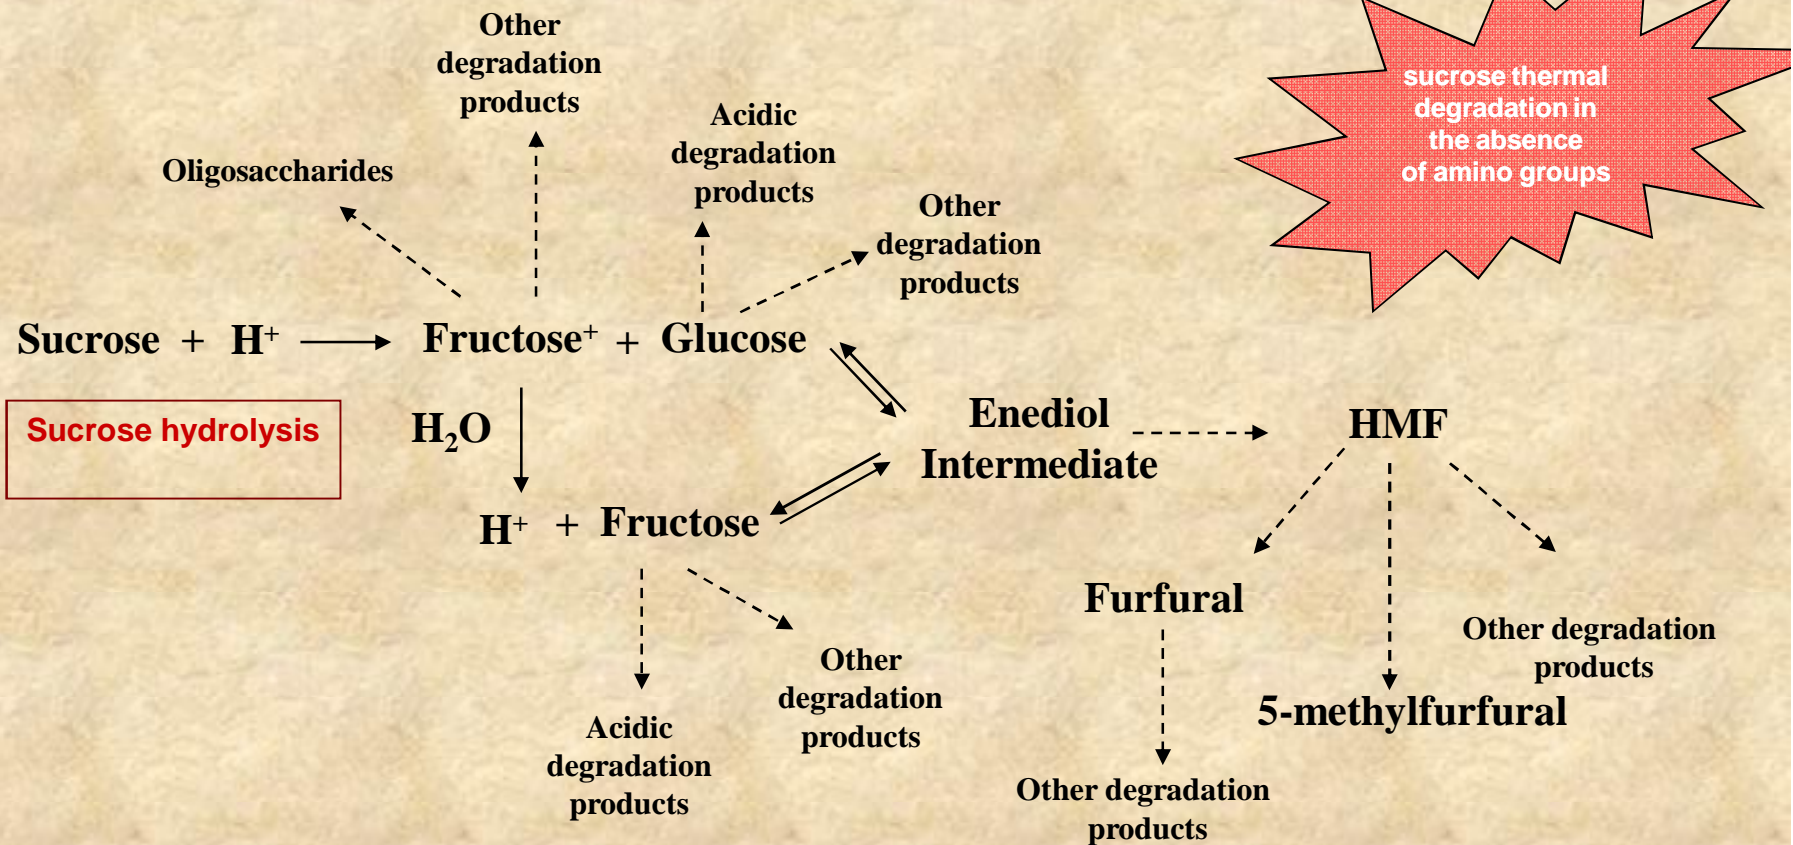 Other
degradation
products
sucrose thermal
degradation in
the absence
of amino groups
Acidic
degradation
products
Oligosaccharides
Other
degradation
products
Sucrose + H⁺ Fructose⁺ + Glucose
Sucrose hydrolysis
H₂O
Enediol
Intermediate
HMF
H⁺ + Fructose
Furfural
Other degradation
products
Other
degradation
products
5-methylfurfural
Acidic
degradation
products
Other degradation
products